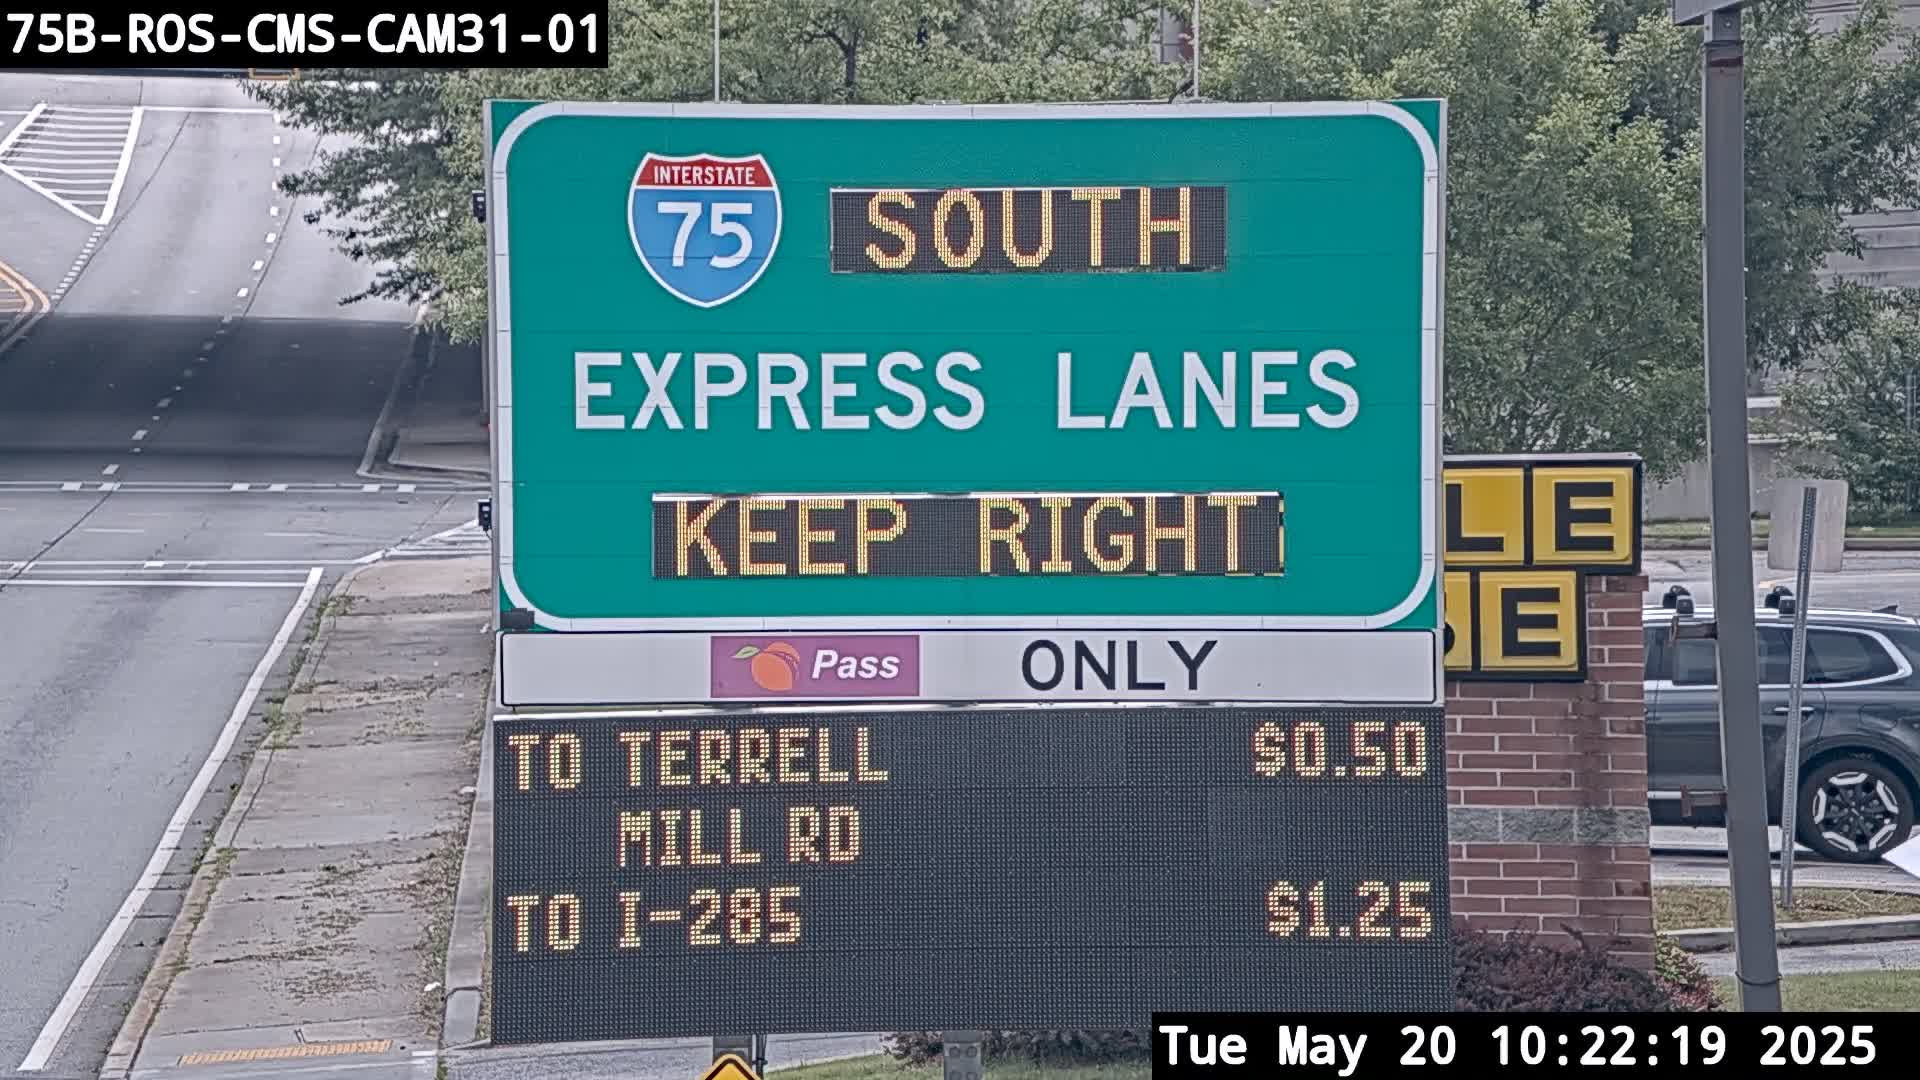 75B-ROS-CMS-CAM31-01
INTERSTATE
75
SOUTH
EXPRESS LANES
KEEP RIGHT
LE
E
Pass ONLY
TO TERRELL $0.50
MILL RD
TO I-285 $1.25
Tue May 20 10:22:19 2025